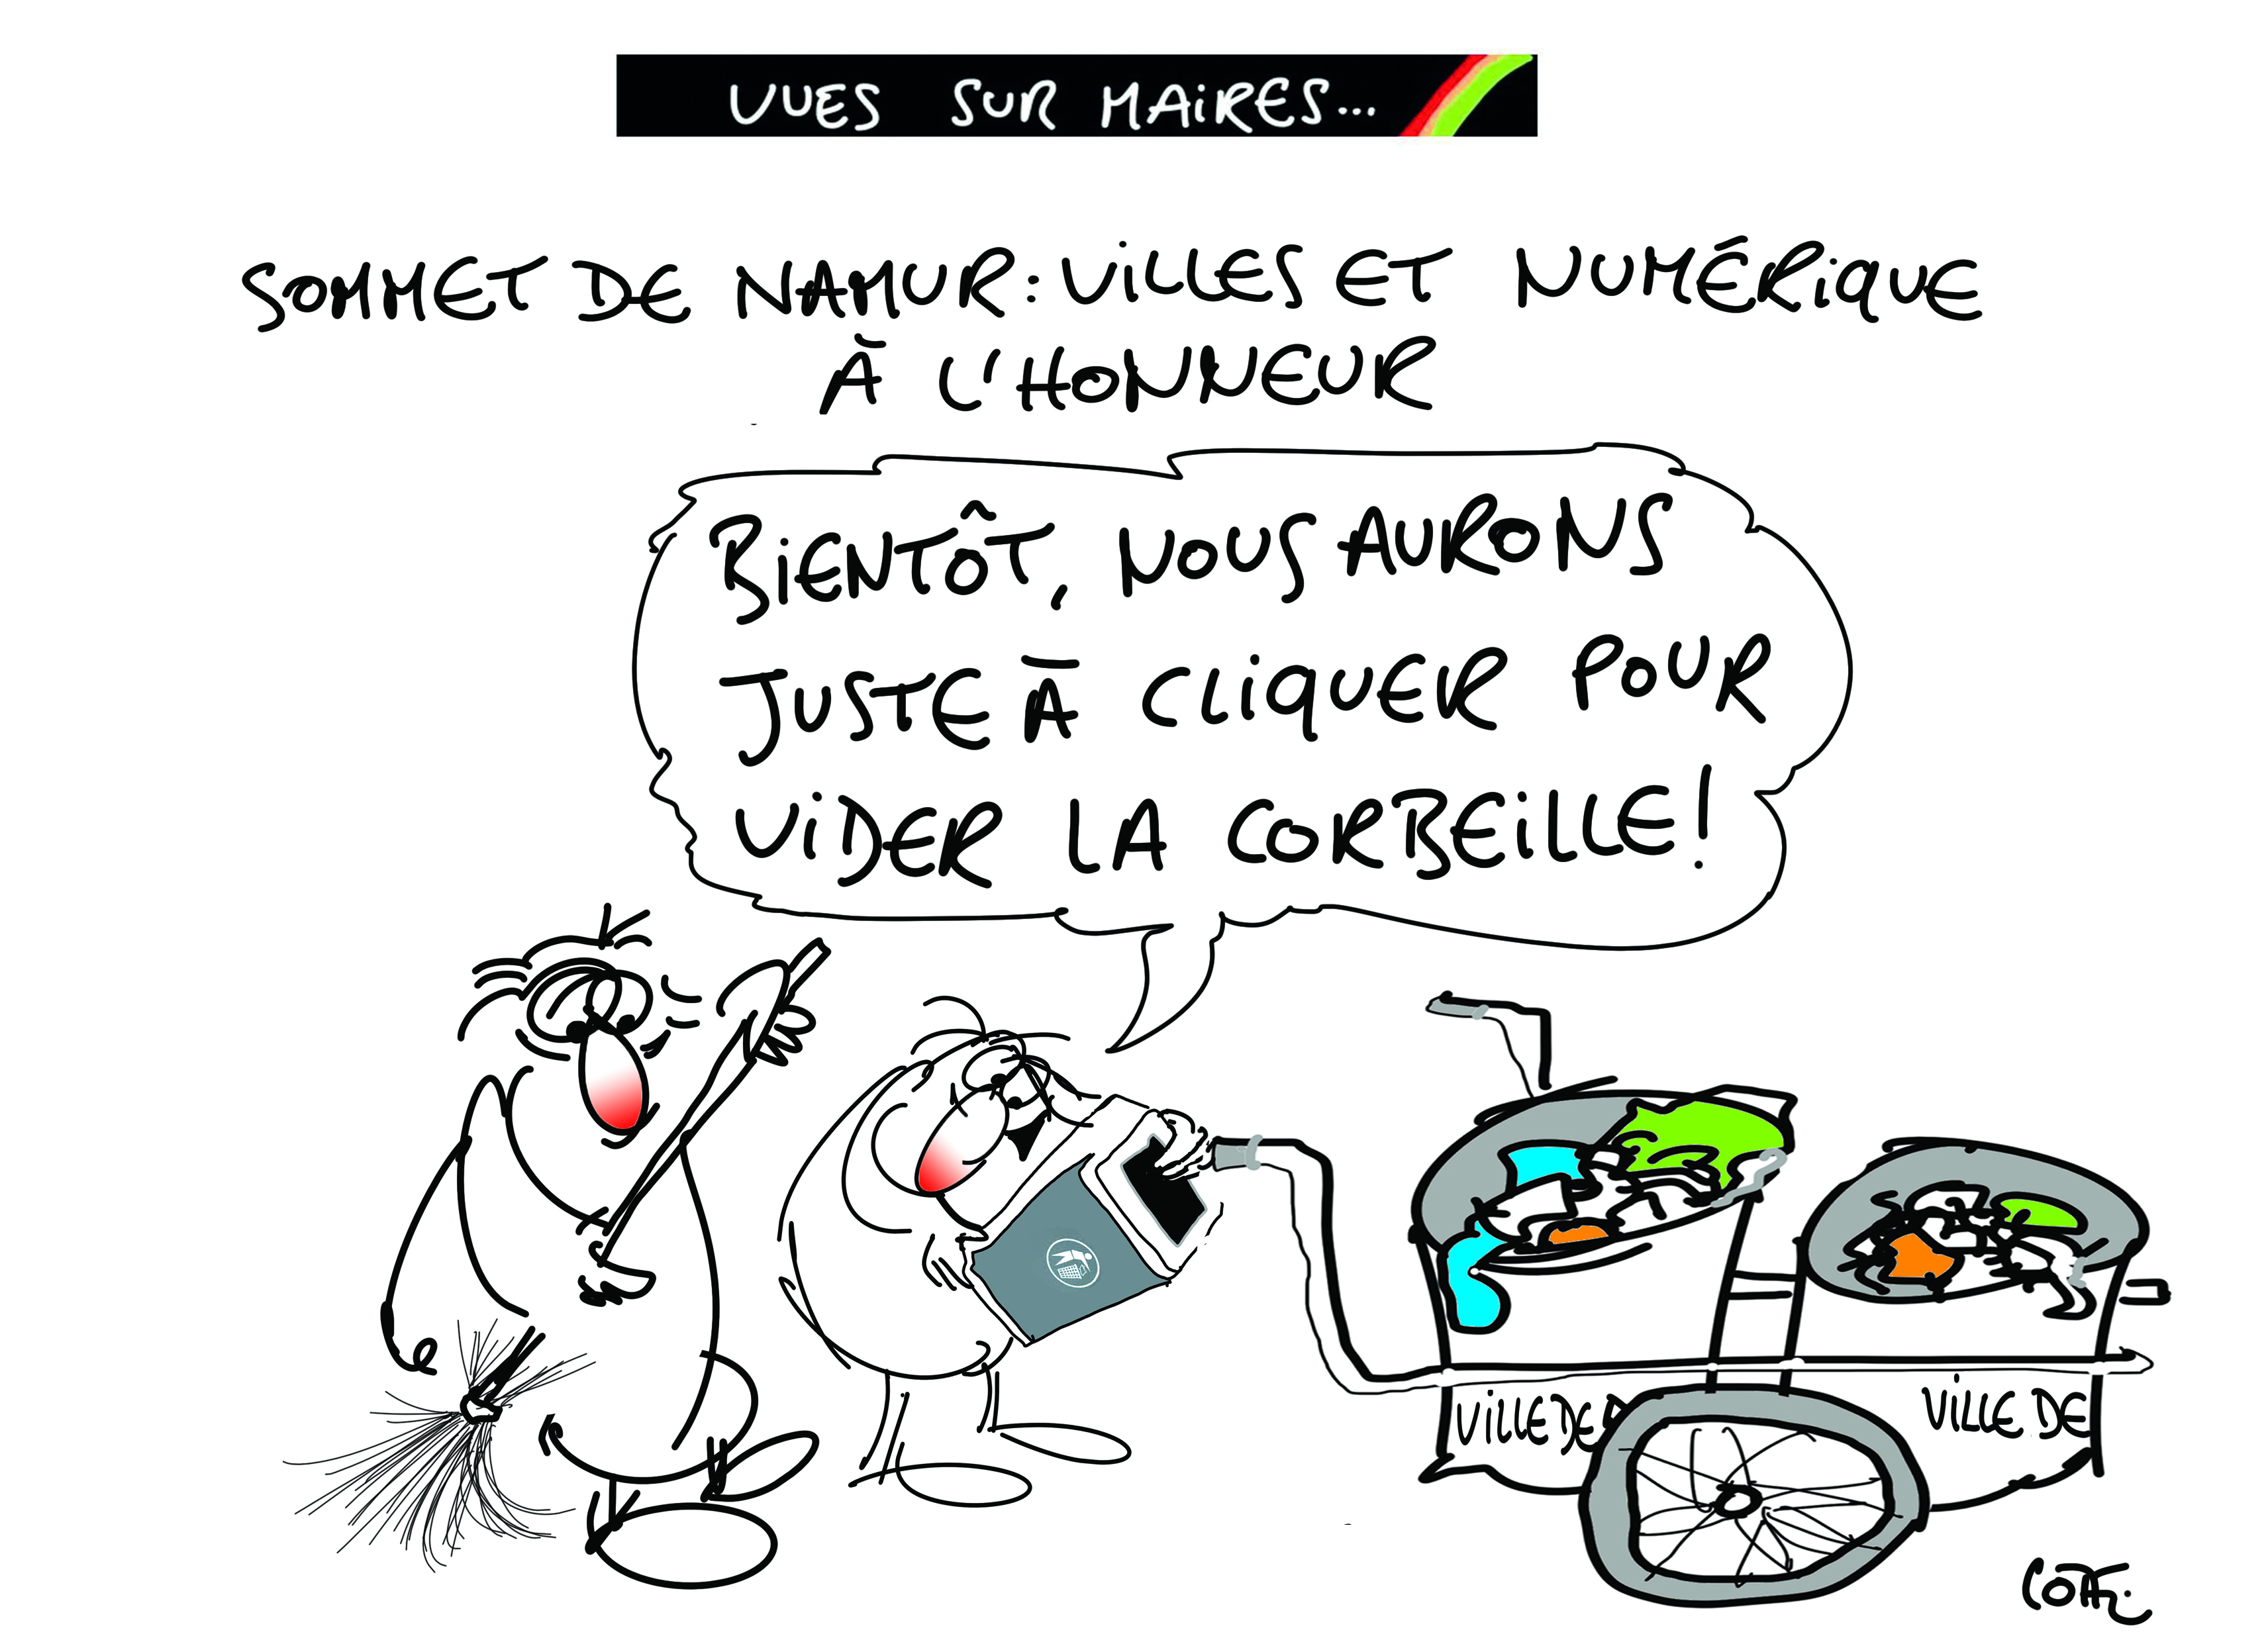 VUES SUR MAIRES...
SOMMET DE NAMUR: VILLES ET NUMÉRIQUE
À L'HONNEUR
BIENTÔT, NOUS AURONS
JUSTE À CLIQUER POUR
VIDER LA CORBEILLE!
VILLE DE
VILLE DE